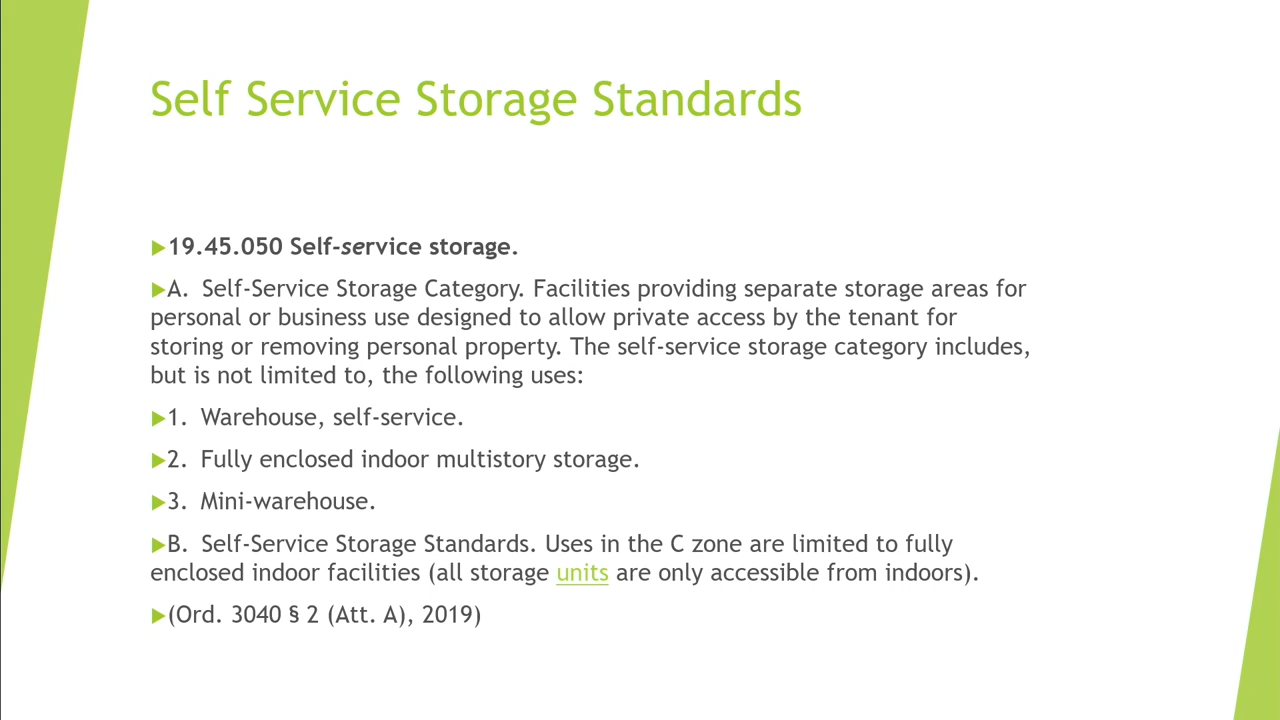 Self Service Storage Standards
19.45.050 Self-service storage.
A. Self-Service Storage Category. Facilities providing separate storage areas for
personal or business use designed to allow private access by the tenant for
storing or removing personal property. The self-service storage category includes,
but is not limited to, the following uses:
1. Warehouse, self-service.
2. Fully enclosed indoor multistory storage.
3. Mini-warehouse.
B. Self-Service Storage Standards. Uses in the C zone are limited to fully
enclosed indoor facilities (all storage units are only accessible from indoors).
(Ord. 3040 § 2 (Att. A), 2019)